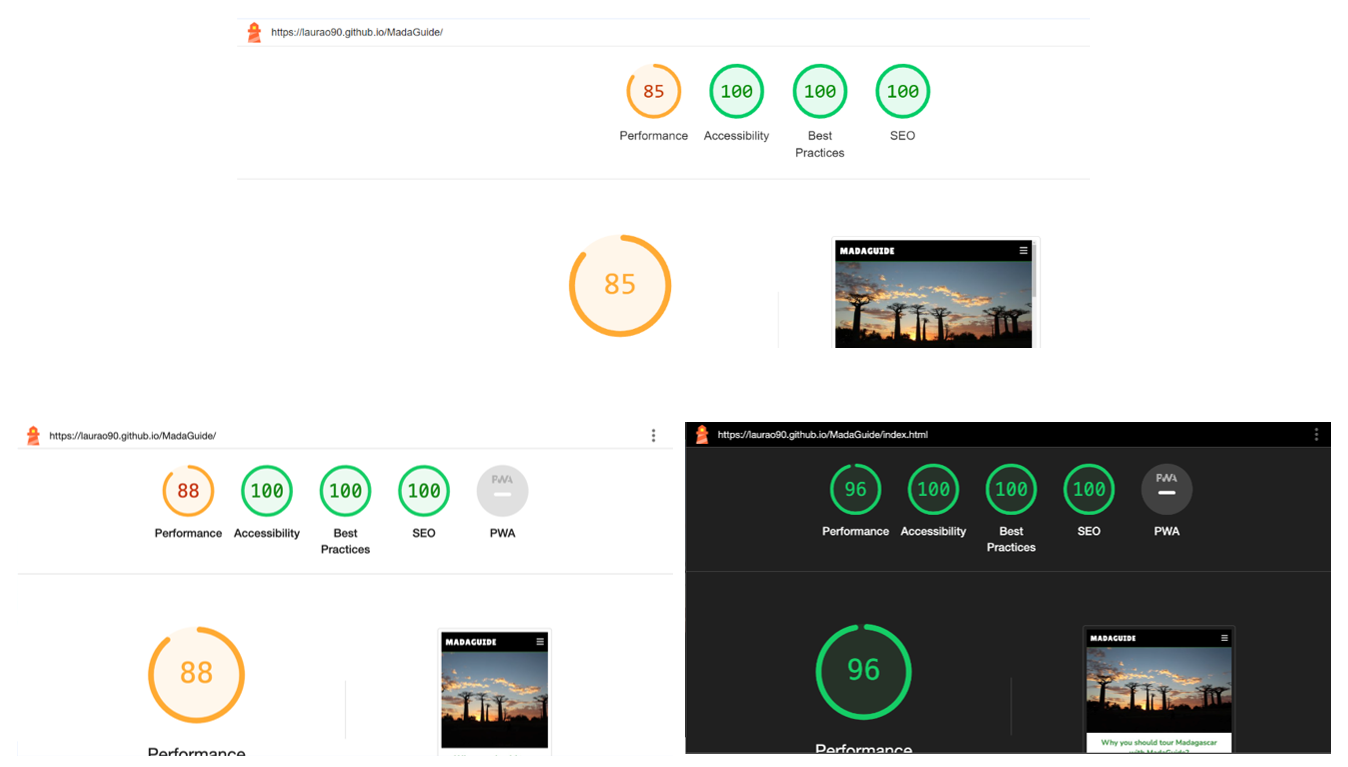 https://laurao90.github.io/MadaGuide/
85 100 100 100
Performance Accessibility Best Practices SEO
85
MADAGUIDE
https://laurao90.github.io/MadaGuide/
88 100 100 100 PWA
Performance Accessibility Best Practices SEO PWA
88
MADAGUIDE
Performance
https://laurao90.github.io/MadaGuide/index.html
96 100 100 100 PWA
Performance Accessibility Best Practices SEO PWA
96
MADAGUIDE
Why you should tour Madagascar
with MadaGuide?
Performance